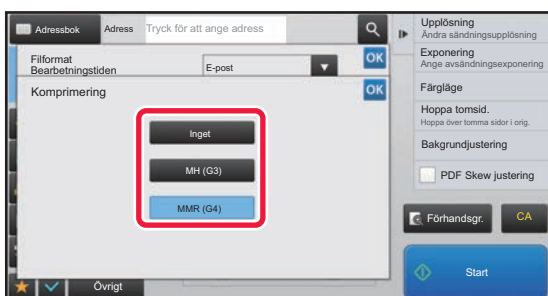 Adressbok
Adress
Tryck för att ange adress
Filformat
Bearbetningstiden
E-post
OK
Komprimering
OK
Inget
MH (G3)
MMR (G4)
Övrigt
Upplösning
Ändra sändningsupplösning
Exponering
Ange avsändningsexponering
Färgläge
Hoppa tomsid.
Hoppa över tomma sidor i orig.
Bakgrundjustering
PDF Skew justering
Förhandsgr.
CA
Start